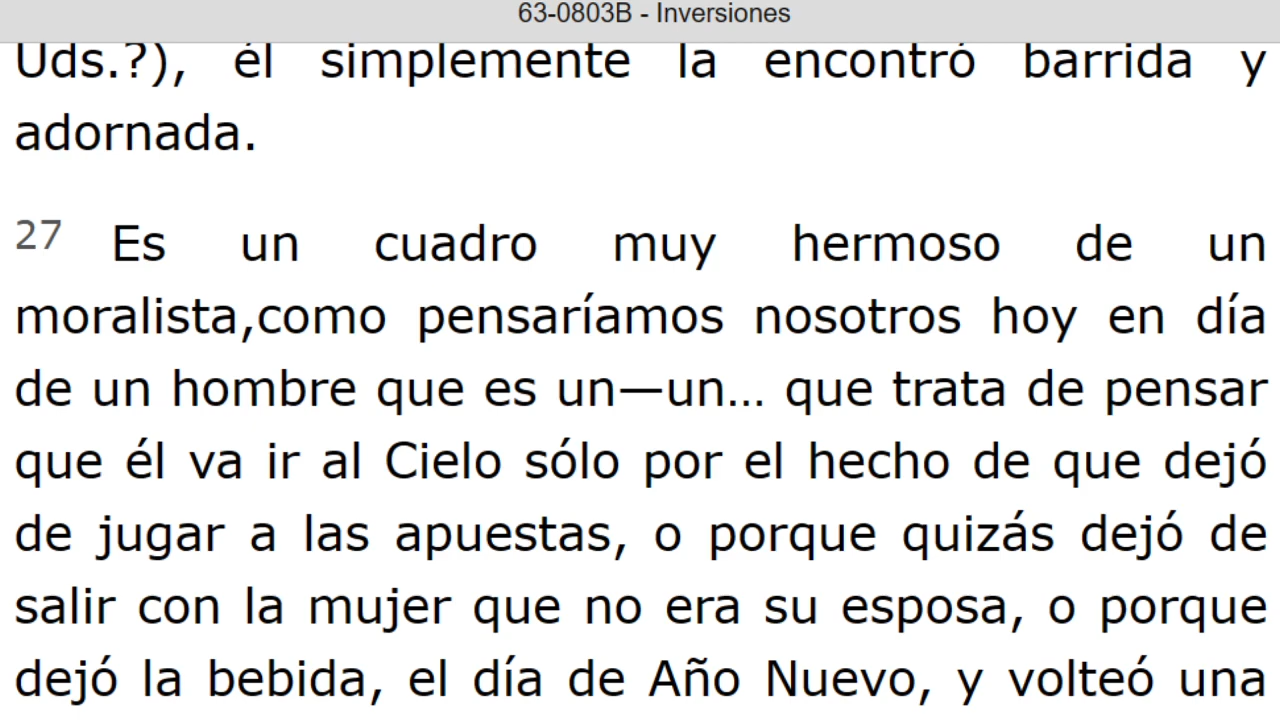 63-0803B - Inversiones
Uds.?), él simplemente la encontró barrida y
adornada.
27 Es un cuadro muy hermoso de un
moralista,como pensaríamos nosotros hoy en día
de un hombre que es un—un... que trata de pensar
que él va ir al Cielo sólo por el hecho de que dejó
de jugar a las apuestas, o porque quizás dejó de
salir con la mujer que no era su esposa, o porque
dejó la bebida, el día de Año Nuevo, y volteó una